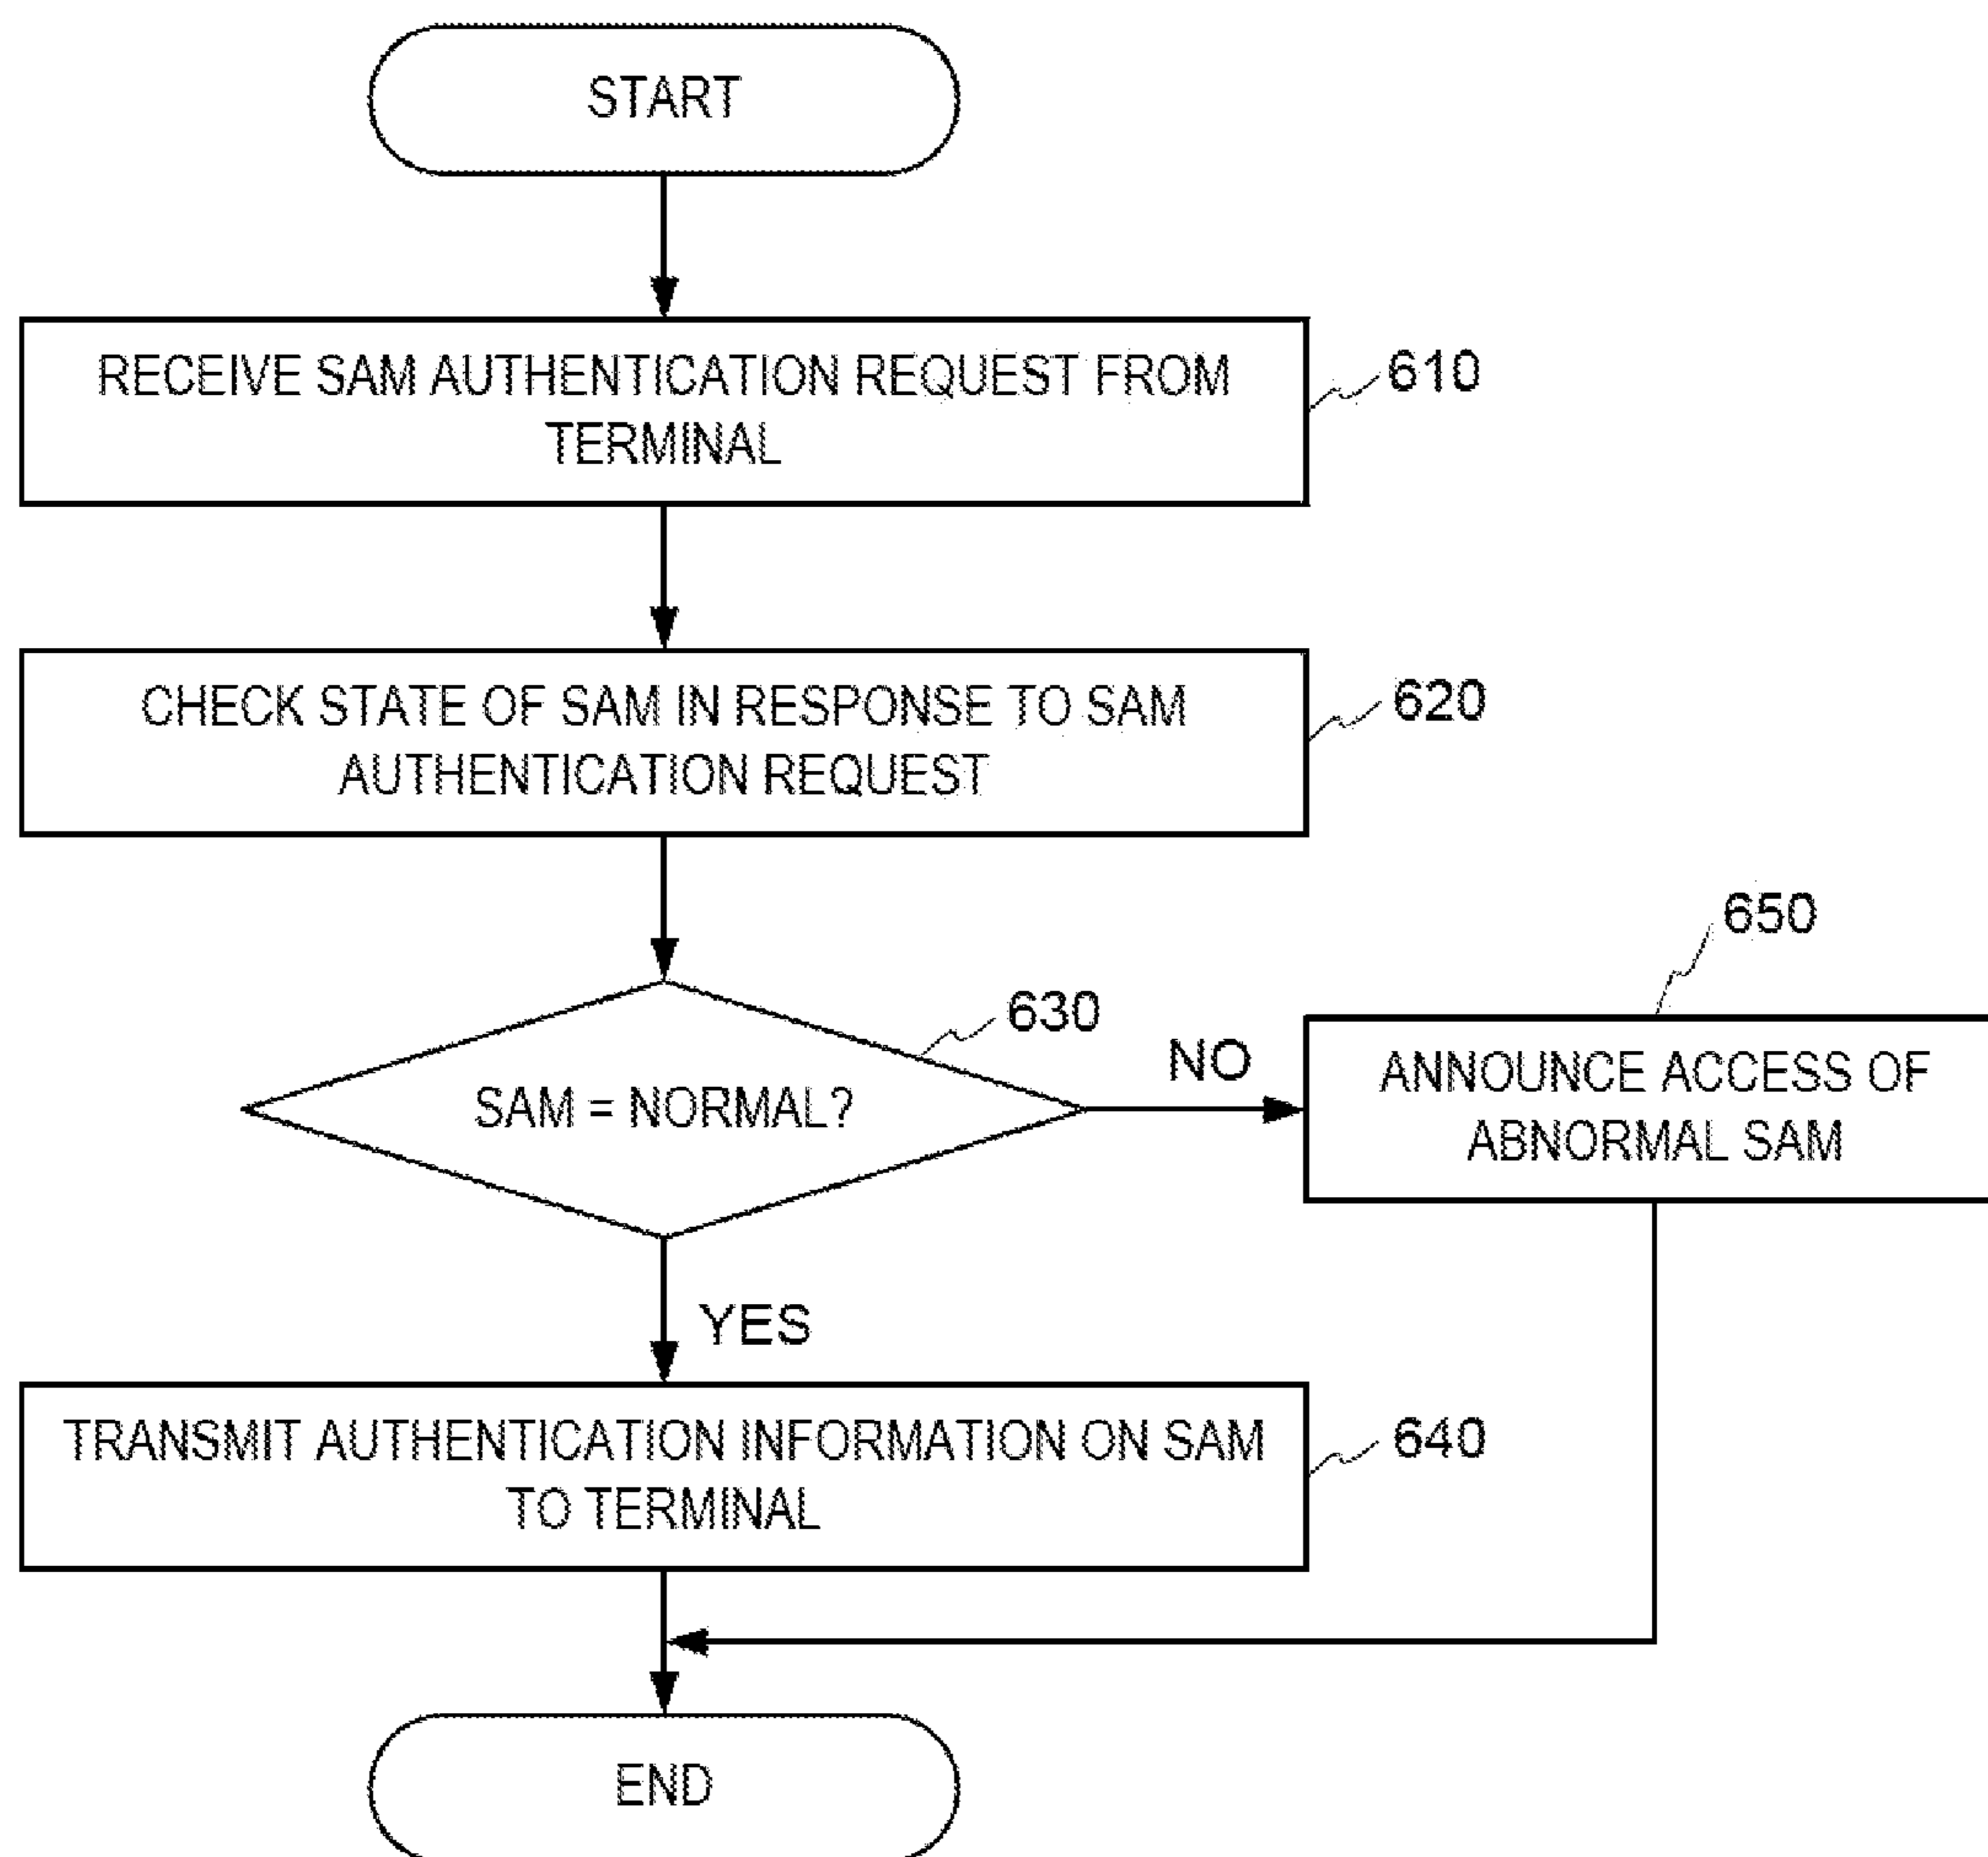 START
RECEIVE SAM AUTHENTICATION REQUEST FROM
TERMINAL
610
CHECK STATE OF SAM IN RESPONSE TO SAM
AUTHENTICATION REQUEST
620
630
SAM = NORMAL?
NO
650
ANNOUNCE ACCESS OF
ABNORMAL SAM
YES
TRANSMIT AUTHENTICATION INFORMATION ON SAM
TO TERMINAL
640
END